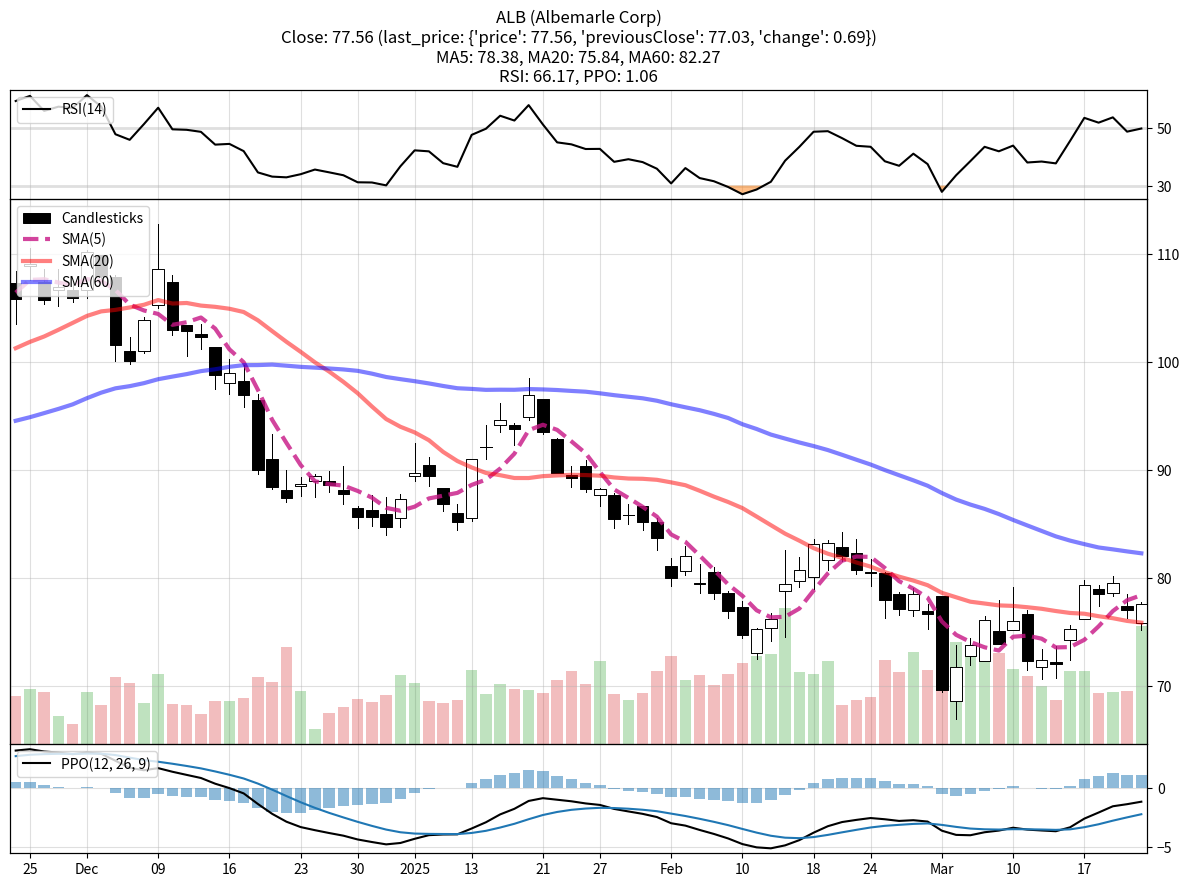 ALB (Albemarle Corp)
Close: 77.56 (last_price: {'price': 77.56, 'previousClose': 77.03, 'change': 0.69})
MA5: 78.38, MA20: 75.84, MA60: 82.27
RSI: 66.17, PPO: 1.06
RSI(14)
50
30
Candlesticks
SMA(5)
SMA(20)
SMA(60)
110
100
90
80
70
PPO(12, 26, 9)
0
−5
25 Dec 09 16 23 30 2025 13 21 27 Feb 10 18 24 Mar 10 17